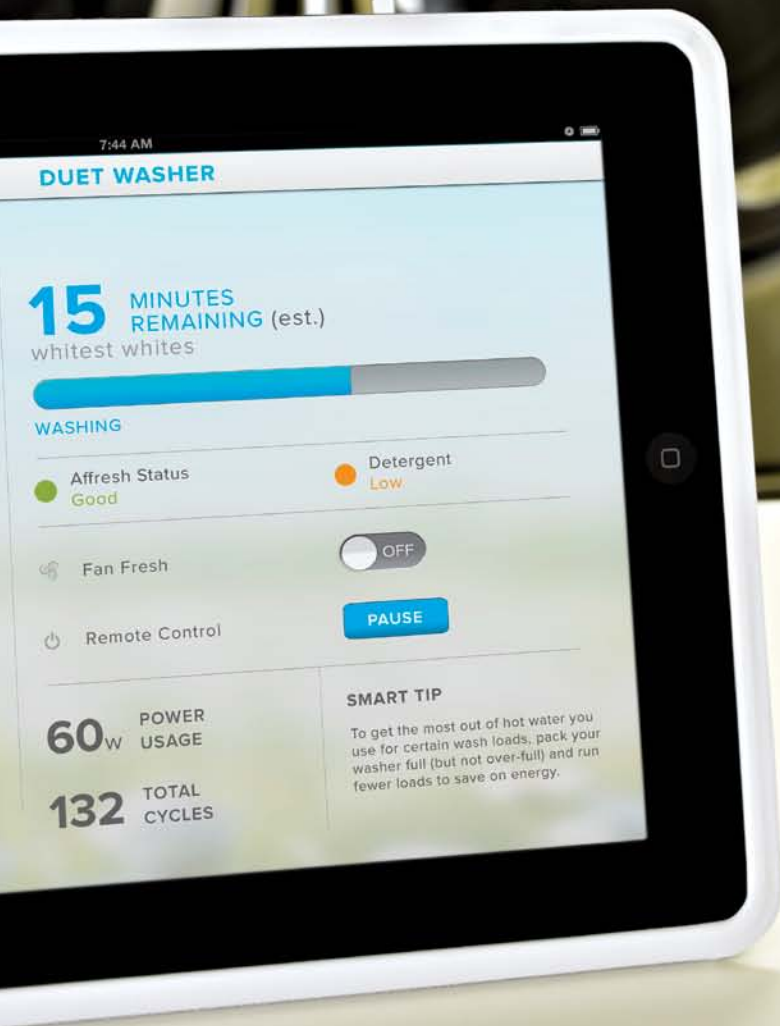 7:44 AM
DUET WASHER
15 MINUTES
REMAINING (est.)
whitest whites
WASHING
Affresh Status
Good
Detergent
Low
Fan Fresh
OFF
Remote Control
PAUSE
60W POWER
USAGE
132 TOTAL
CYCLES
SMART TIP
To get the most out of hot water you
use for certain wash loads, pack your
washer full (but not over-full) and run
fewer loads to save on energy.